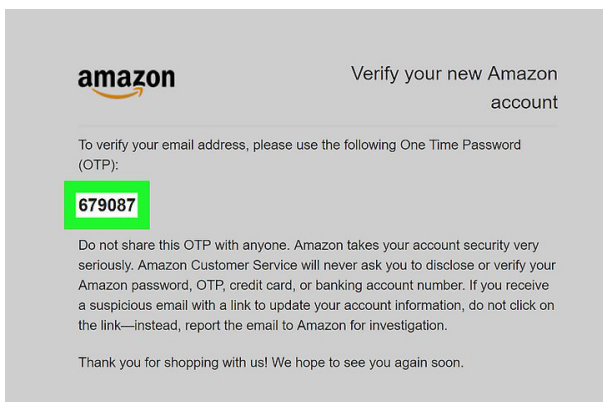 amazon
Verify your new Amazon
account
To verify your email address, please use the following One Time Password
(OTP):
679087
Do not share this OTP with anyone. Amazon takes your account security very
seriously. Amazon Customer Service will never ask you to disclose or verify your
Amazon password, OTP, credit card, or banking account number. If you receive
a suspicious email with a link to update your account information, do not click on
the link—instead, report the email to Amazon for investigation.
Thank you for shopping with us! We hope to see you again soon.